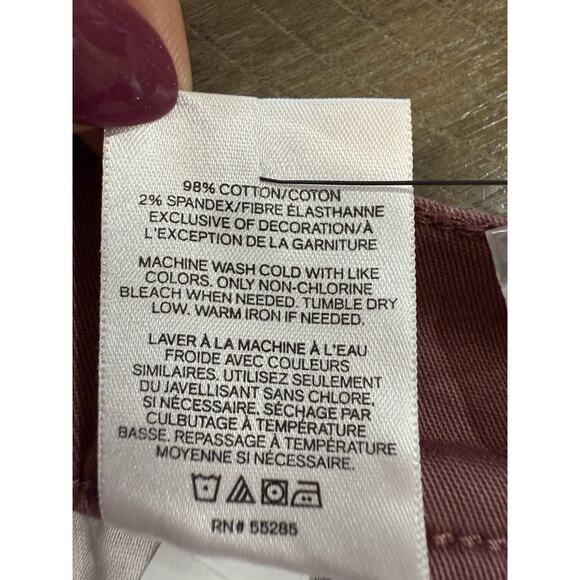 98% COTTON/COTON
2% SPANDEX/FIBRE ÉLASTHANNE
EXCLUSIVE OF DECORATION/À
L'EXCEPTION DE LA GARNITURE
MACHINE WASH COLD WITH LIKE
COLORS. ONLY NON-CHLORINE
BLEACH WHEN NEEDED. TUMBLE DRY
LOW. WARM IRON IF NEEDED.
LAVER À LA MACHINE À L'EAU
FROIDE AVEC COULEURS
SIMILAIRES. UTILISEZ SEULEMENT
DU JAVELLISANT SANS CHLORE,
SI NÉCESSAIRE. SÉCHAGE PAR
CULBUTAGE À TEMPÉRATURE
BASSE. REPASSAGE À TEMPÉRATURE
MOYENNE SI NÉCESSAIRE.
RN# 55285